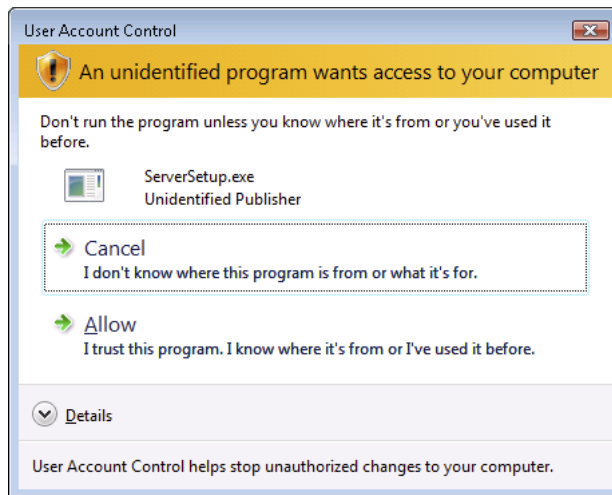 User Account Control
An unidentified program wants access to your computer
Don't run the program unless you know where it's from or you've used it
before.
ServerSetup.exe
Unidentified Publisher
Cancel
I don't know where this program is from or what it's for.
Allow
I trust this program. I know where it's from or I've used it before.
Details
User Account Control helps stop unauthorized changes to your computer.